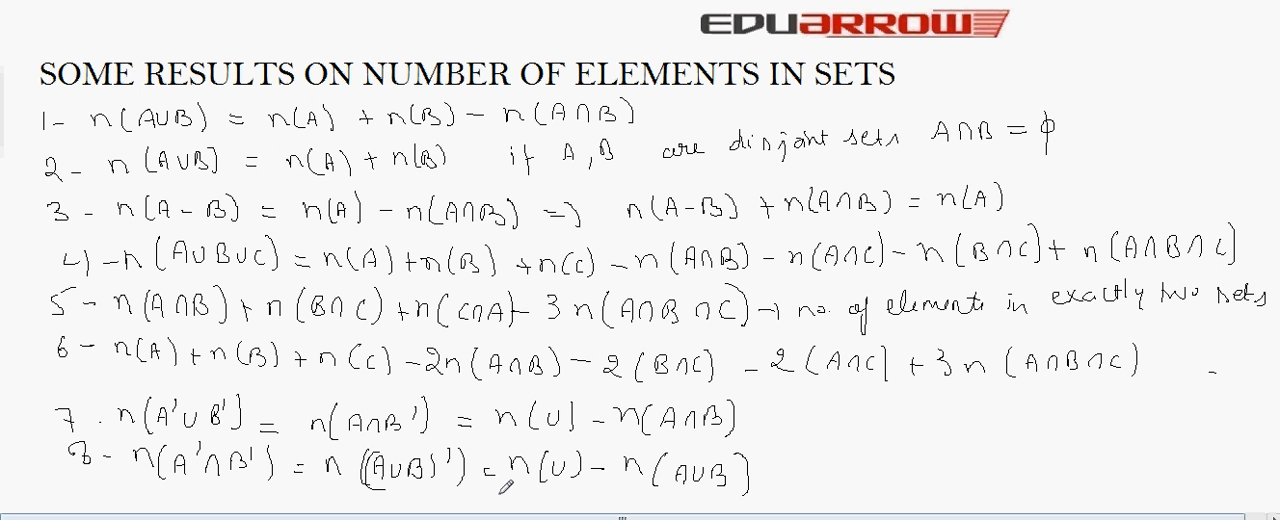 EDUARROW
SOME RESULTS ON NUMBER OF ELEMENTS IN SETS
1- n(A∪B) = n(A) + n(B) - n(A∩B)
2- n(A∪B] = n(A) + n(B) if A, B are disjoint sets A∩B = ϕ
3- n(A-B) = n(A) - n(A∩B) => n(A-B) + n(A∩B) = n(A)
4) -n(A∪B∪C) = n(A) + n(B) + n(C) - n(A∩B) - n(A∩C) - n(B∩C) + n(A∩B∩C]
5- n(A∩B) + n(B∩C) + n(C∩A) - 3n(A∩B∩C) → no. of elements in exactly two sets
6- n(A) + n(B) + n(C) - 2n(A∩B) - 2(B∩C) - 2(A∩C] + 3n(A∩B∩C) -
7. n(A'∪B') = n(A∩B') = n(U] - n(A∩B)
8- n(A'∩B') = n((A∪B)') = n(U) - n(A∪B]